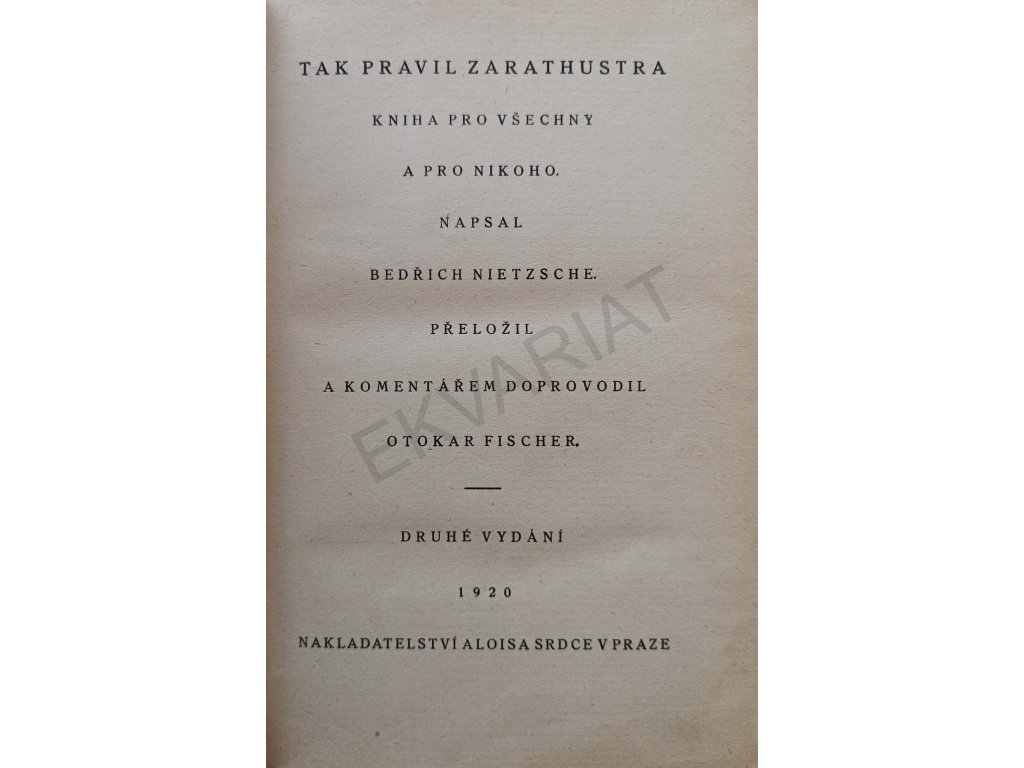 TAK PRAVIL ZARATHUSTRA
KNIHA PRO VŠECHNY
A PRO NIKOHO.
NAPSAL
BEDŘICH NIETZSCHE.
PŘELOŽIL
A KOMENTÁŘEM DOPROVODIL
OTOKAR FISCHER.
EKVARIAT
DRUHÉ VYDÁNÍ
1920
NAKLADATELSTVÍ ALOISA SRDCE V PRAZE